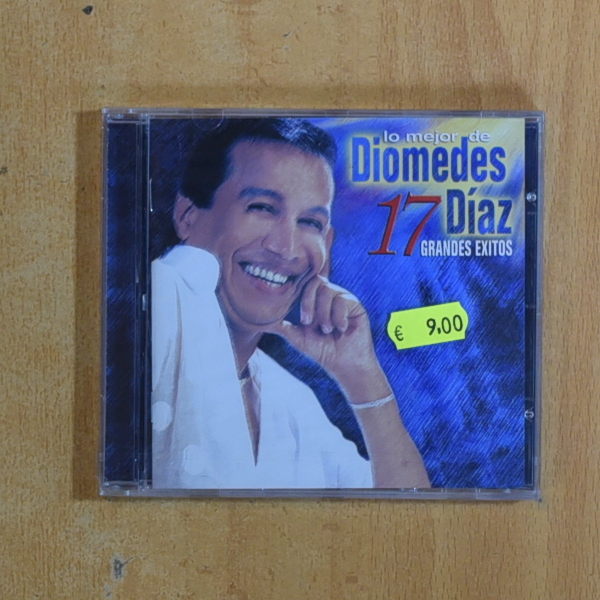 lo mejor de
Diomedes
17 Díaz
GRANDES EXITOS
€ 9,00